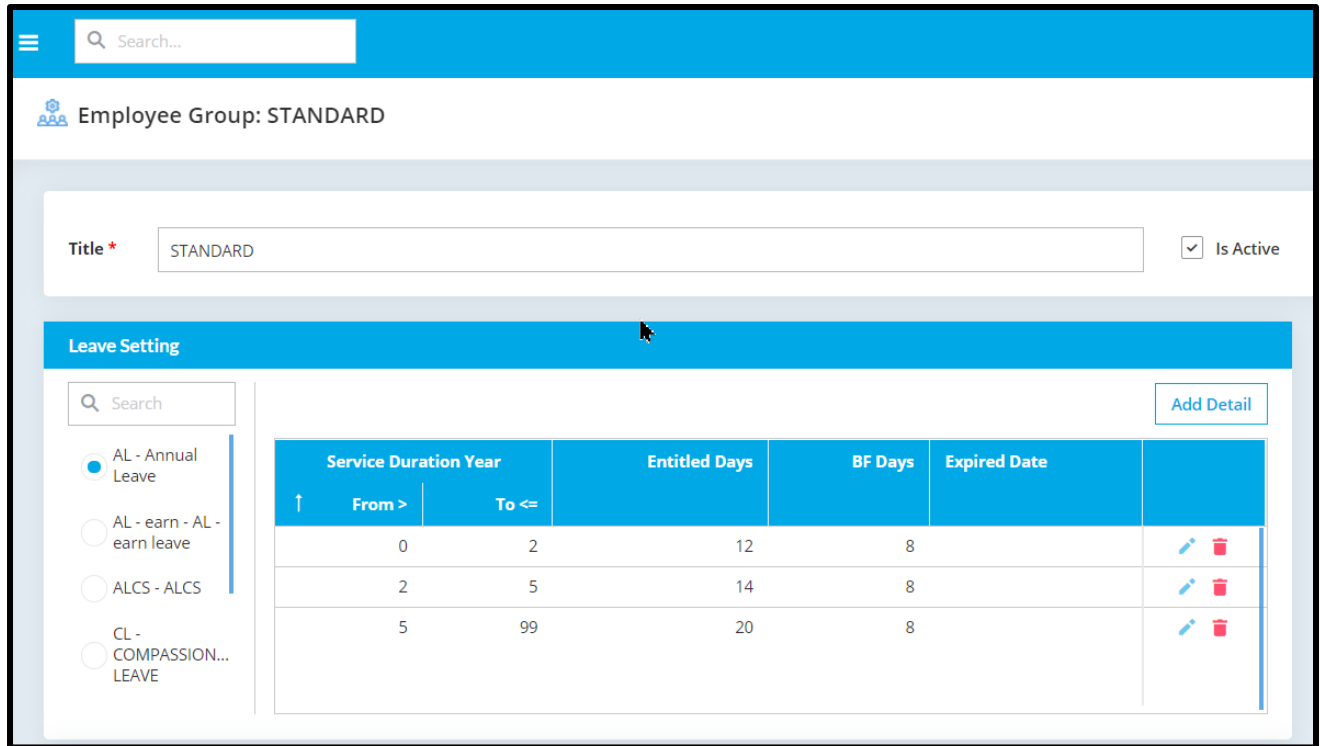 Search...
Employee Group: STANDARD
Title *
STANDARD
Is Active
Leave Setting
Search
Add Detail
AL - Annual
Leave
AL - earn - AL -
earn leave
ALCS - ALCS
CL -
COMPASSION...
LEAVE
Service Duration Year Entitled Days BF Days Expired Date
↑ From > To <=
0 2 12 8
2 5 14 8
5 99 20 8